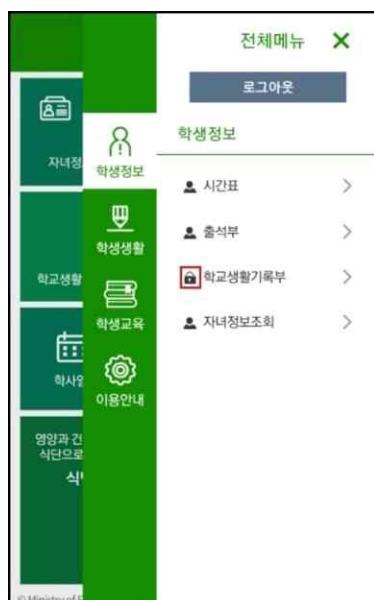 전체메뉴
로그아웃
학생정보
시간표
출석부
학교생활기록부
자녀정보조회
학생정보
학생생활
학생교육
이용안내
자녀정
학교생활
학사일
영양과 건
식단으로
© Ministry of